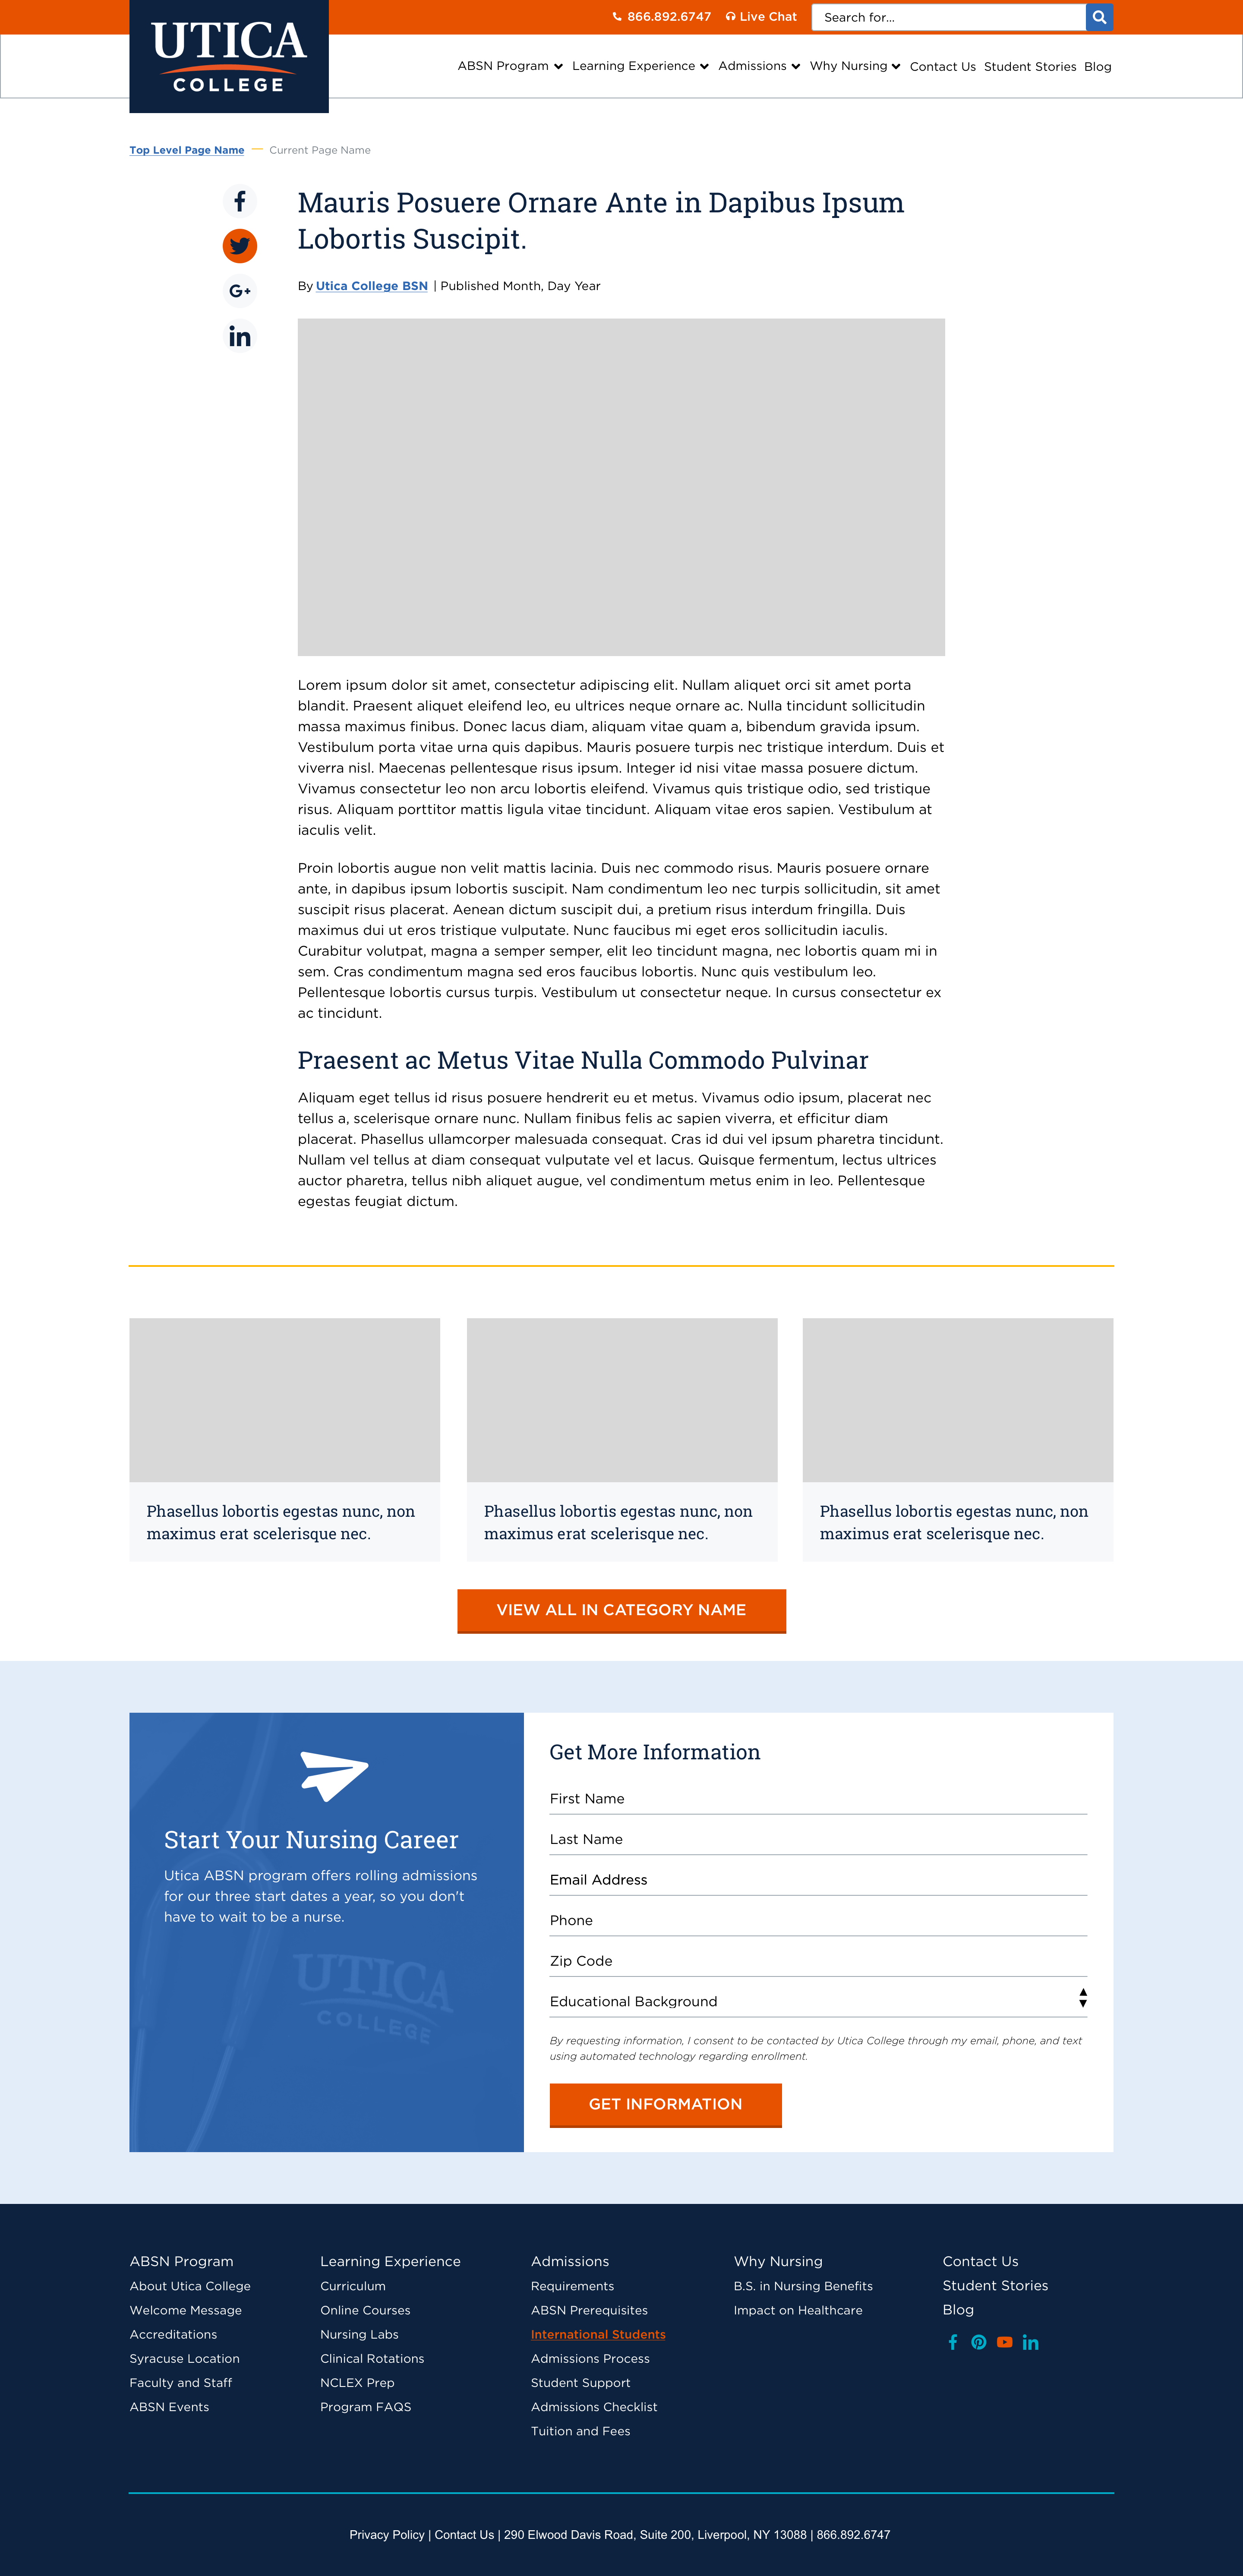 UTICA
COLLEGE
866.892.6747 Live Chat Search for...
ABSN Program Learning Experience Admissions Why Nursing Contact Us Student Stories Blog
Top Level Page Name — Current Page Name
Mauris Posuere Ornare Ante in Dapibus Ipsum
Lobortis Suscipit.
By Utica College BSN | Published Month, Day Year
Lorem ipsum dolor sit amet, consectetur adipiscing elit. Nullam aliquet orci sit amet porta
blandit. Praesent aliquet eleifend leo, eu ultrices neque ornare ac. Nulla tincidunt sollicitudin
massa maximus finibus. Donec lacus diam, aliquam vitae quam a, bibendum gravida ipsum.
Vestibulum porta vitae urna quis dapibus. Mauris posuere turpis nec tristique interdum. Duis et
viverra nisl. Maecenas pellentesque risus ipsum. Integer id nisi vitae massa posuere dictum.
Vivamus consectetur leo non arcu lobortis eleifend. Vivamus quis tristique odio, sed tristique
risus. Aliquam porttitor mattis ligula vitae tincidunt. Aliquam vitae eros sapien. Vestibulum at
iaculis velit.
Proin lobortis augue non velit mattis lacinia. Duis nec commodo risus. Mauris posuere ornare
ante, in dapibus ipsum lobortis suscipit. Nam condimentum leo nec turpis sollicitudin, sit amet
suscipit risus placerat. Aenean dictum suscipit dui, a pretium risus interdum fringilla. Duis
maximus dui ut eros tristique vulputate. Nunc faucibus mi eget eros sollicitudin iaculis.
Curabitur volutpat, magna a semper semper, elit leo tincidunt magna, nec lobortis quam mi in
sem. Cras condimentum magna sed eros faucibus lobortis. Nunc quis vestibulum leo.
Pellentesque lobortis cursus turpis. Vestibulum ut consectetur neque. In cursus consectetur ex
ac tincidunt.
Praesent ac Metus Vitae Nulla Commodo Pulvinar
Aliquam eget tellus id risus posuere hendrerit eu et metus. Vivamus odio ipsum, placerat nec
tellus a, scelerisque ornare nunc. Nullam finibus felis ac sapien viverra, et efficitur diam
placerat. Phasellus ullamcorper malesuada consequat. Cras id dui vel ipsum pharetra tincidunt.
Nullam vel tellus at diam consequat vulputate vel et lacus. Quisque fermentum, lectus ultrices
auctor pharetra, tellus nibh aliquet augue, vel condimentum metus enim in leo. Pellentesque
egestas feugiat dictum.
Phasellus lobortis egestas nunc, non
maximus erat scelerisque nec.
Phasellus lobortis egestas nunc, non
maximus erat scelerisque nec.
Phasellus lobortis egestas nunc, non
maximus erat scelerisque nec.
VIEW ALL IN CATEGORY NAME
Start Your Nursing Career
Utica ABSN program offers rolling admissions
for our three start dates a year, so you don't
have to wait to be a nurse.
UTICA
COLLEGE
Get More Information
First Name
Last Name
Email Address
Phone
Zip Code
Educational Background
By requesting information, I consent to be contacted by Utica College through my email, phone, and text
using automated technology regarding enrollment.
GET INFORMATION
ABSN Program
About Utica College
Welcome Message
Accreditations
Syracuse Location
Faculty and Staff
ABSN Events
Learning Experience
Curriculum
Online Courses
Nursing Labs
Clinical Rotations
NCLEX Prep
Program FAQS
Admissions
Requirements
ABSN Prerequisites
International Students
Admissions Process
Student Support
Admissions Checklist
Tuition and Fees
Why Nursing
B.S. in Nursing Benefits
Impact on Healthcare
Contact Us
Student Stories
Blog
Privacy Policy | Contact Us | 290 Elwood Davis Road, Suite 200, Liverpool, NY 13088 | 866.892.6747